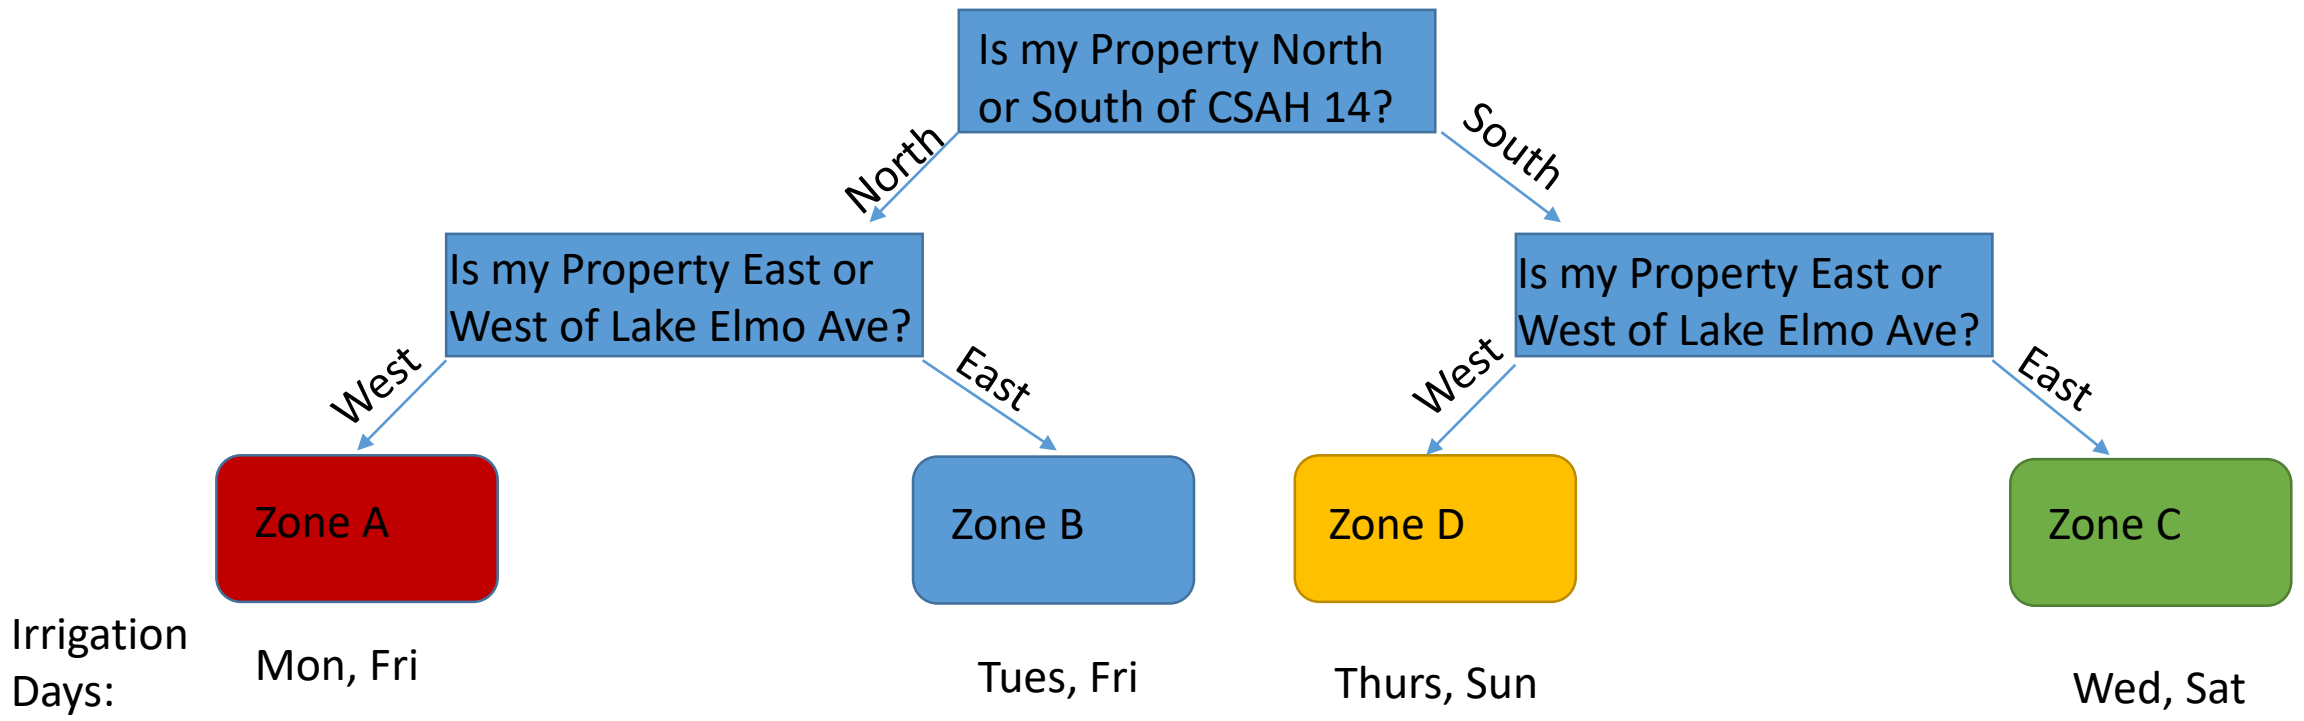 Is my Property North
or South of CSAH 14?
North
South
Is my Property East or
West of Lake Elmo Ave?
Is my Property East or
West of Lake Elmo Ave?
West
East
West
East
Zone A
Zone B
Zone D
Zone C
Irrigation
Days:
Mon, Fri
Tues, Fri
Thurs, Sun
Wed, Sat